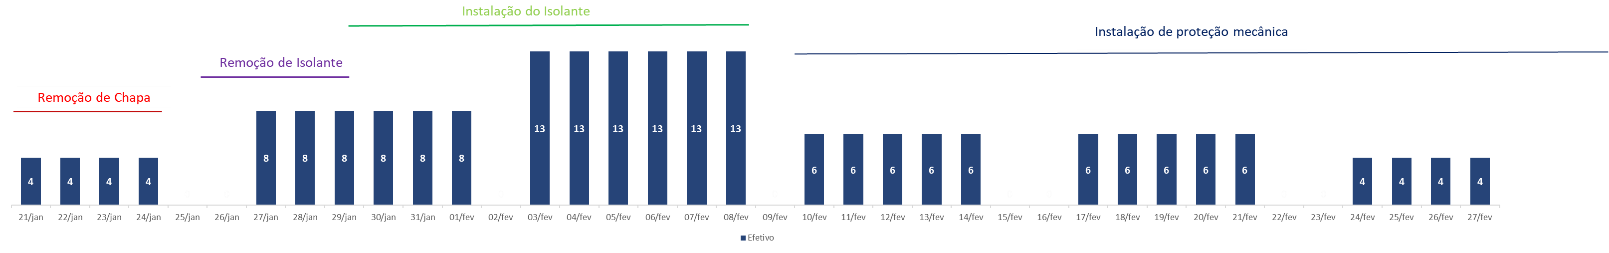 Instalação do Isolante
Instalação de proteção mecânica
Remoção de Isolante
Remoção de Chapa
4 4 4 4 8 8 8 8 8 8 13 13 13 13 13 13 6 6 6 6 6 6 6 6 6 6 4 4 4 4
21/jan 22/jan 23/jan 24/jan 25/jan 26/jan 27/jan 28/jan 29/jan 30/jan 31/jan 01/fev 02/fev 03/fev 04/fev 05/fev 06/fev 07/fev 08/fev 09/fev 10/fev 11/fev 12/fev 13/fev 14/fev 15/fev 16/fev 17/fev 18/fev 19/fev 20/fev 21/fev 22/fev 23/fev 24/fev 25/fev 26/fev 27/fev
Efetivo